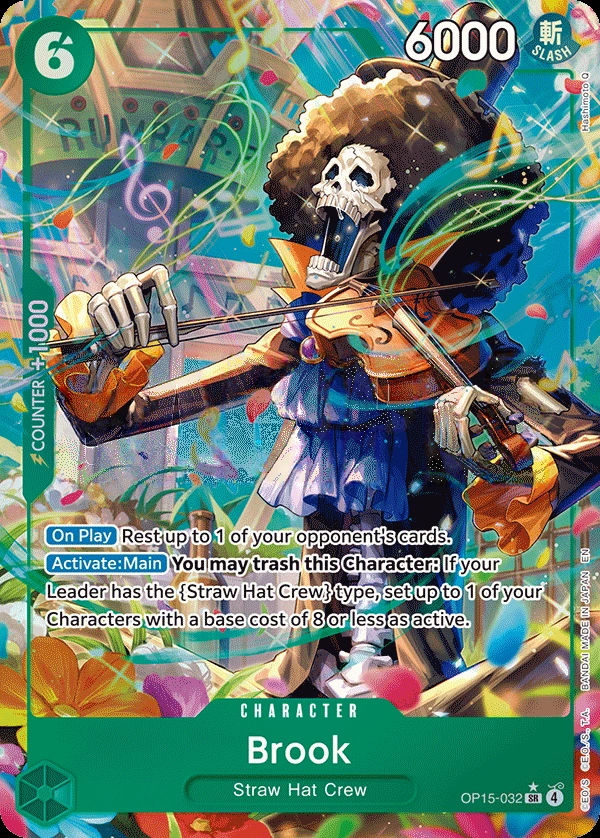 6
6000
斬
SLASH
Hashimoto Q
RUMBAR
COUNTER +1000
On Play Rest up to 1 of your opponent's cards.
Activate:Main You may trash this Character: If your
Leader has the {Straw Hat Crew} type, set up to 1 of your
Characters with a base cost of 8 or less as active.
CHARACTER
Brook
Straw Hat Crew
OP15-032 SR 4
©E.O./S ©E.O./S., T.A. BANDAI MADE IN JAPAN EN